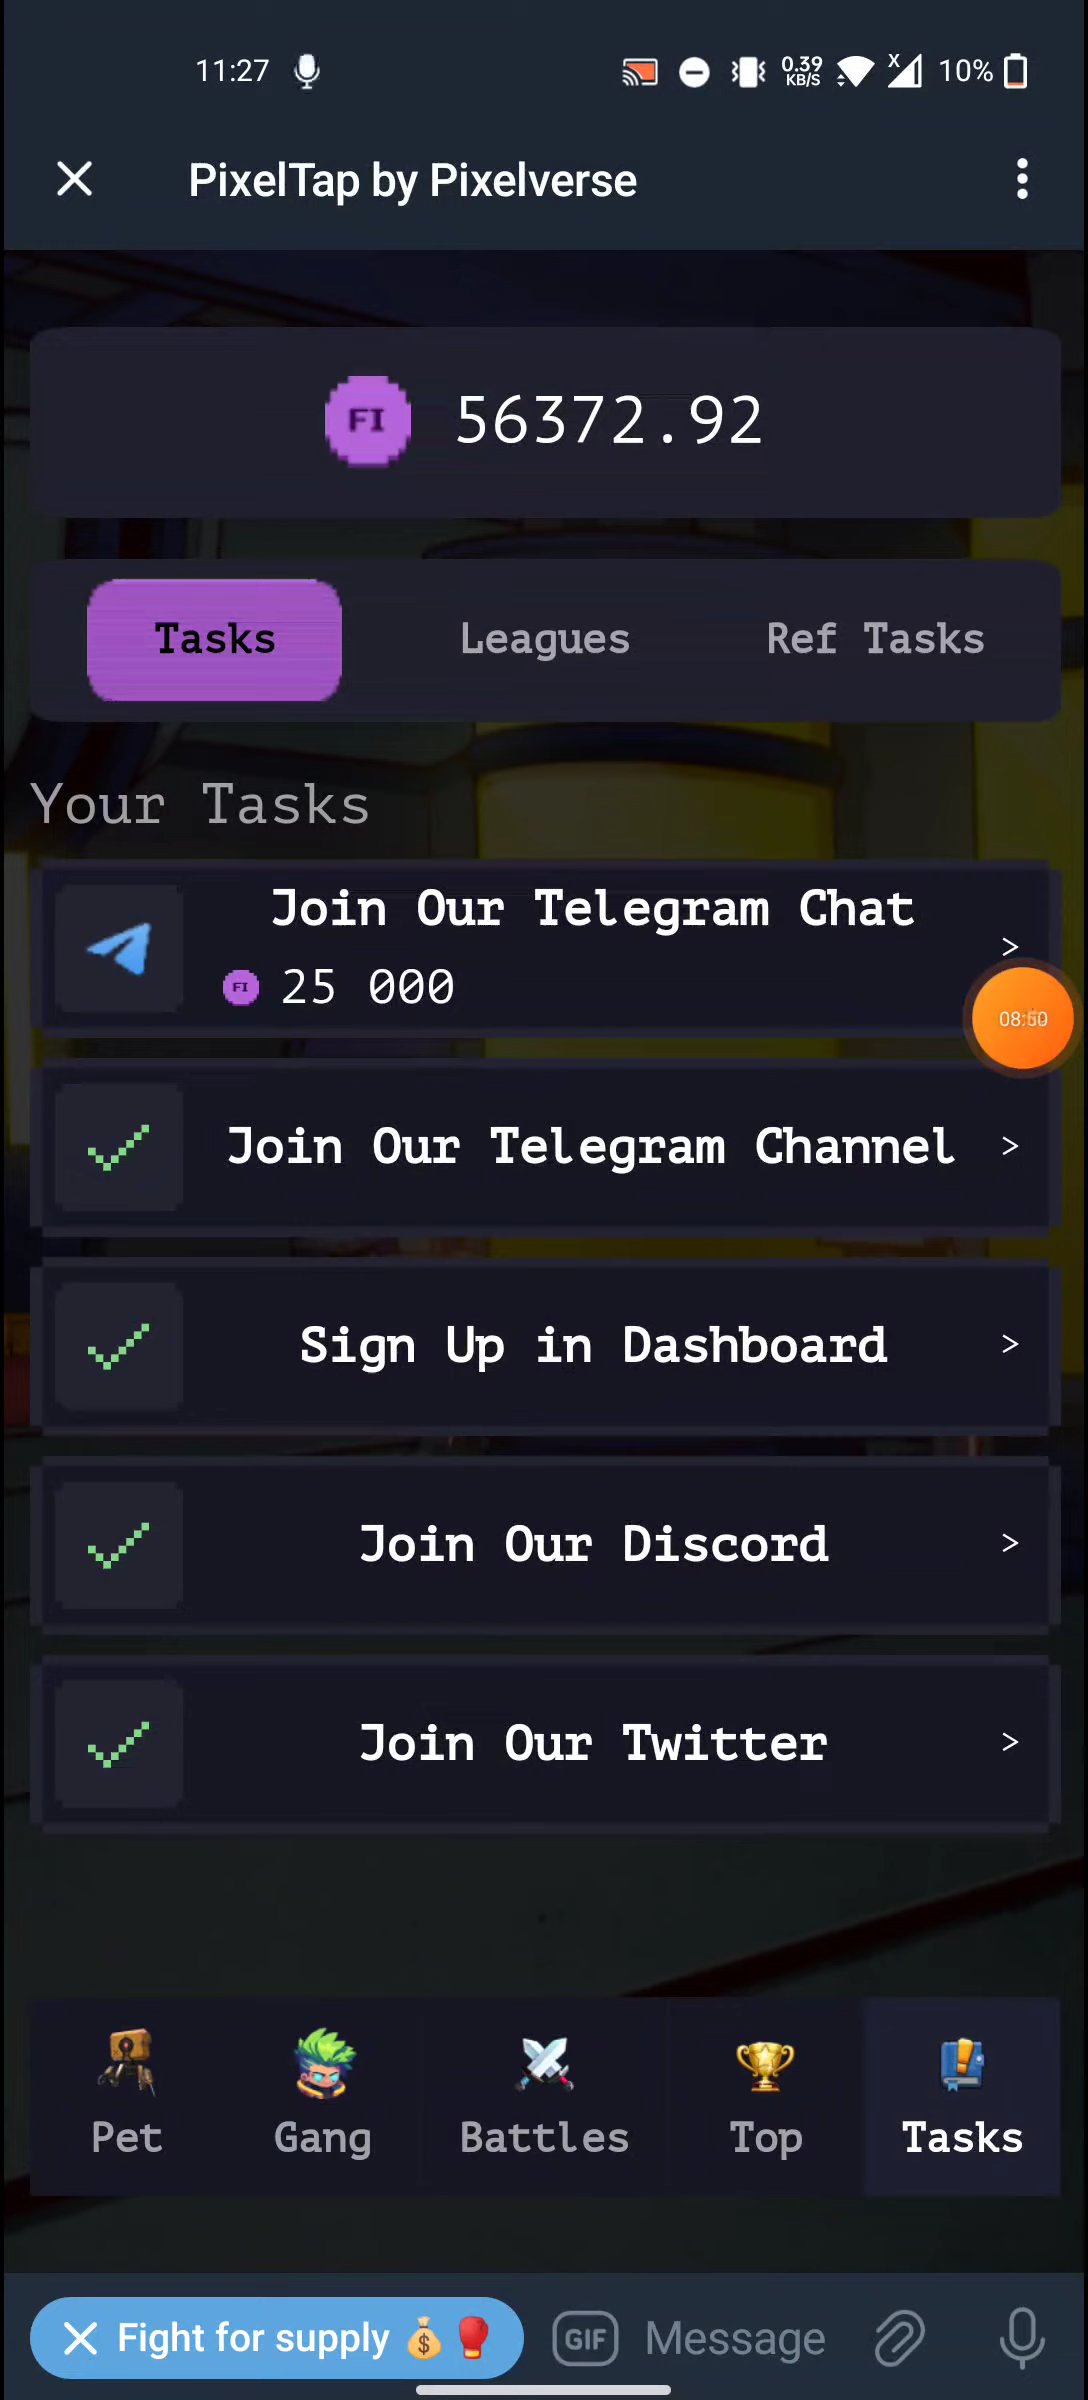 11:27
0.39
KB/S
X
10%
PixelTap by Pixelverse
FI 56372.92
Tasks Leagues Ref Tasks
Your Tasks
Join Our Telegram Chat >
FI 25 000
Join Our Telegram Channel >
Sign Up in Dashboard >
Join Our Discord >
Join Our Twitter >
Pet Gang Battles Top Tasks
Fight for supply 💰🥊 GIF Message